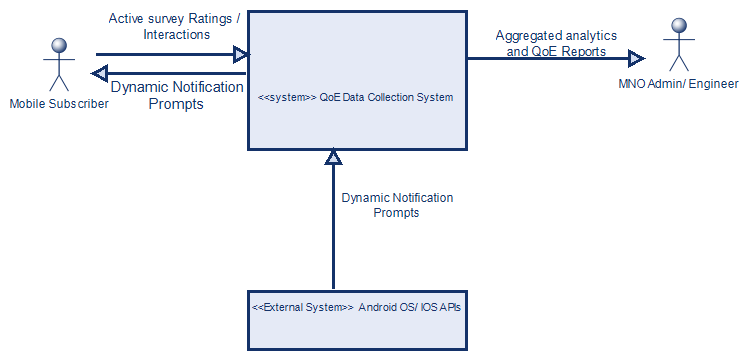 Active survey Ratings /
Interactions
Dynamic Notification
Prompts
Mobile Subscriber
<<system>> QoE Data Collection System
Aggregated analytics
and QoE Reports
MNO Admin/ Engineer
Dynamic Notification
Prompts
<<External System>> Android OS/ IOS APIs